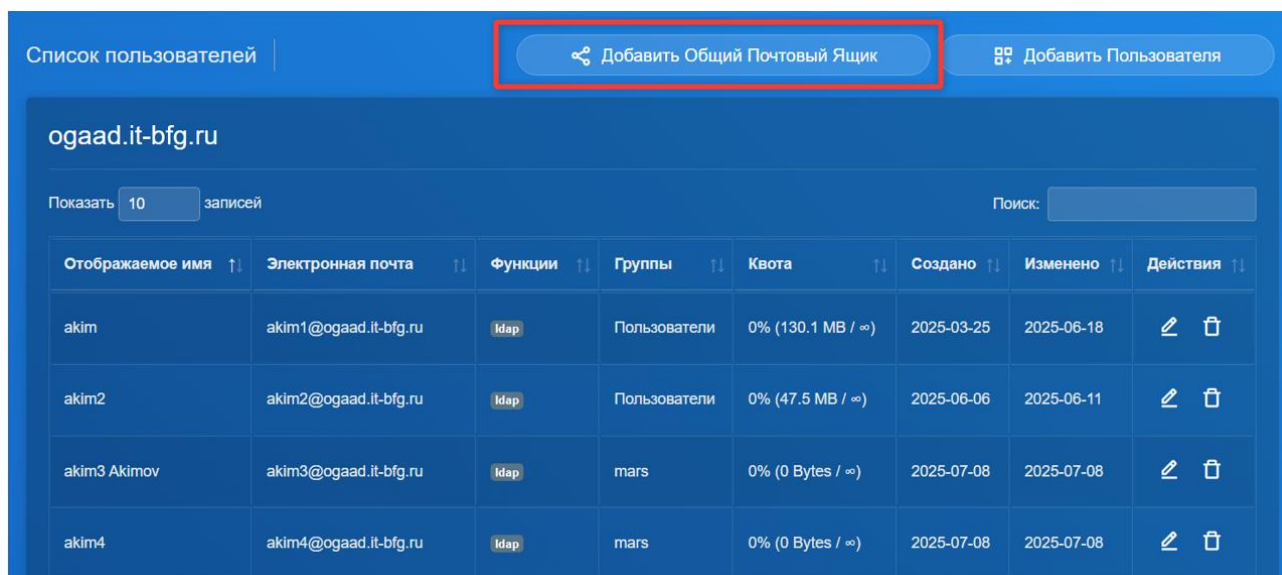 Список пользователей
Добавить Общий Почтовый Ящик
Добавить Пользователя
ogaad.it-bfg.ru
Показать 10 записей
Поиск:
Отображаемое имя Электронная почта Функции Группы Квота Создано Изменено Действия
akim akim1@ogaad.it-bfg.ru ldap Пользователи 0% (130.1 MB / ∞) 2025-03-25 2025-06-18
akim2 akim2@ogaad.it-bfg.ru ldap Пользователи 0% (47.5 MB / ∞) 2025-06-06 2025-06-11
akim3 Akimov akim3@ogaad.it-bfg.ru ldap mars 0% (0 Bytes / ∞) 2025-07-08 2025-07-08
akim4 akim4@ogaad.it-bfg.ru ldap mars 0% (0 Bytes / ∞) 2025-07-08 2025-07-08